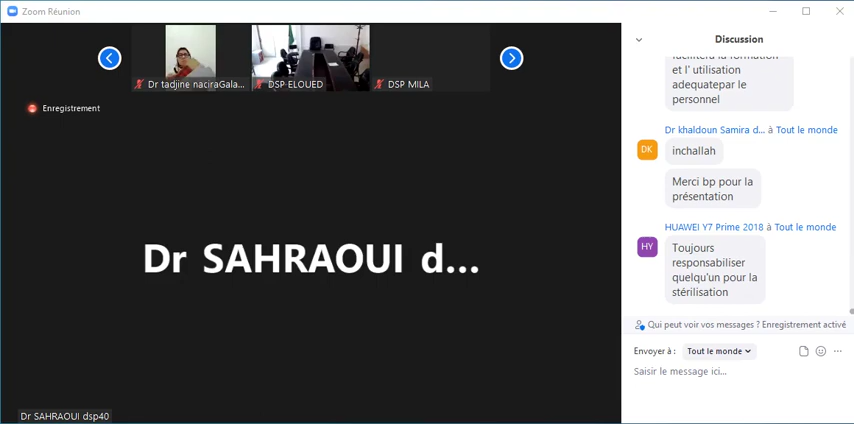 Zoom Réunion
Dr tadjine naciraGala...
DSP ELOUED
DSP MILA
Enregistrement
Dr SAHRAOUI d...
Dr SAHRAOUI dsp40
Discussion
facilitera la formation
et l' utilisation
adequatepar le
personnel
Dr khaldoun Samira d... à Tout le monde
DK
inchallah
Merci bp pour la
présentation
HUAWEI Y7 Prime 2018 à Tout le monde
HY
Toujours
responsabiliser
quelqu'un pour la
stérilisation
Qui peut voir vos messages ? Enregistrement activé
Envoyer à : Tout le monde
Saisir le message ici...